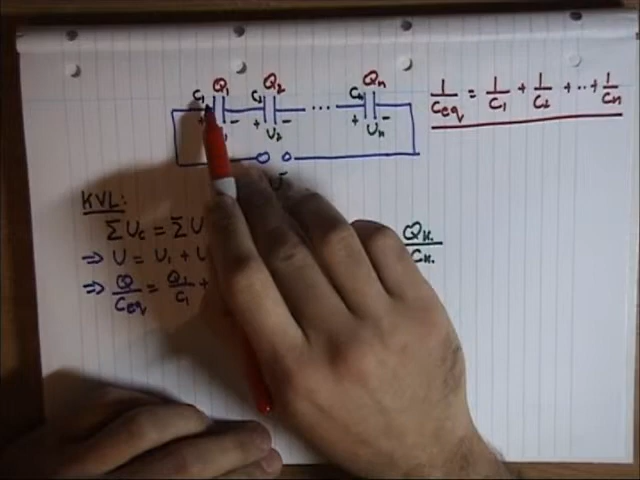 C₁ Q₁ C₂ Q₂ ... Cₙ Qₙ
+ - + - + -
U₂ Uₙ
U
1/Ceq = 1/C₁ + 1/C₂ + ... + 1/Cₙ
KVL:
ΣUc = ΣU
⇒ U = U₁ + U
⇒ Q/Ceq = Q₁/C₁ + Qₙ/Cₙ